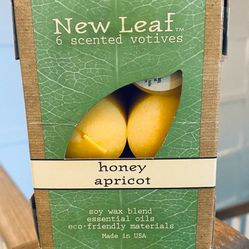 New Leaf™
6 scented votives
honey
apricot
soy wax blend
essential oils
eco-friendly materials
Made in USA